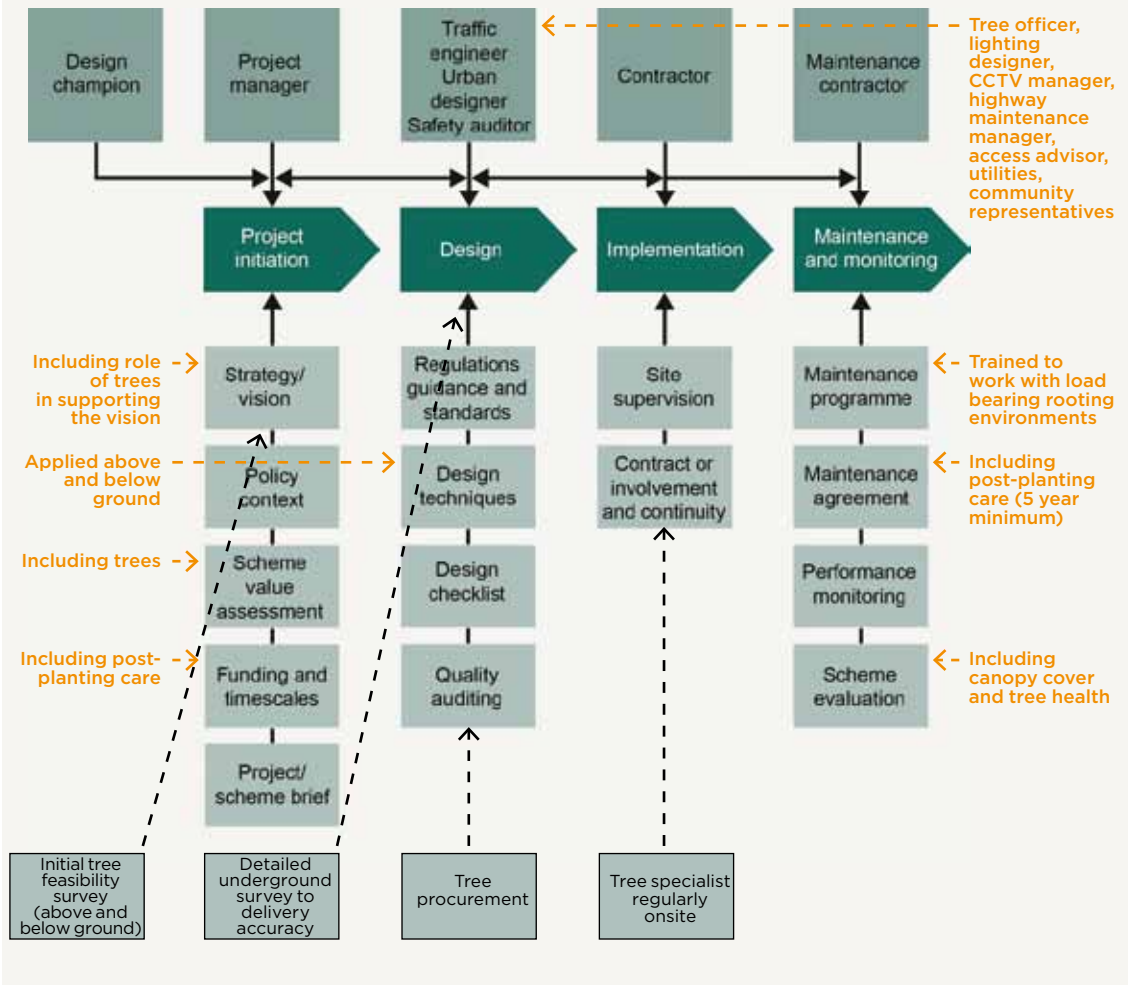 Design
champion
Project
manager
Traffic
engineer
Urban
designer
Safety auditor
Contractor
Maintenance
contractor
Tree officer,
lighting
designer,
CCTV manager,
highway
maintenance
manager,
access advisor,
utilities,
community
representatives
Project
initiation
Design
Implementation
Maintenance
and monitoring
Including role
of trees
in supporting
the vision
Strategy/
vision
Regulations
guidance and
standards
Site
supervision
Maintenance
programme
Trained to
work with load
bearing rooting
environments
Applied above
and below
ground
Policy
context
Design
techniques
Contract or
involvement
and continuity
Maintenance
agreement
Including
post-planting
care (5 year
minimum)
Including trees
Scheme
value
assessment
Design
checklist
Performance
monitoring
Including post-
planting care
Funding and
timescales
Quality
auditing
Scheme
evaluation
Including
canopy cover
and tree health
Project/
scheme brief
Initial tree
feasibility
survey
(above and
below ground)
Detailed
underground
survey to
delivery
accuracy
Tree
procurement
Tree specialist
regularly
onsite